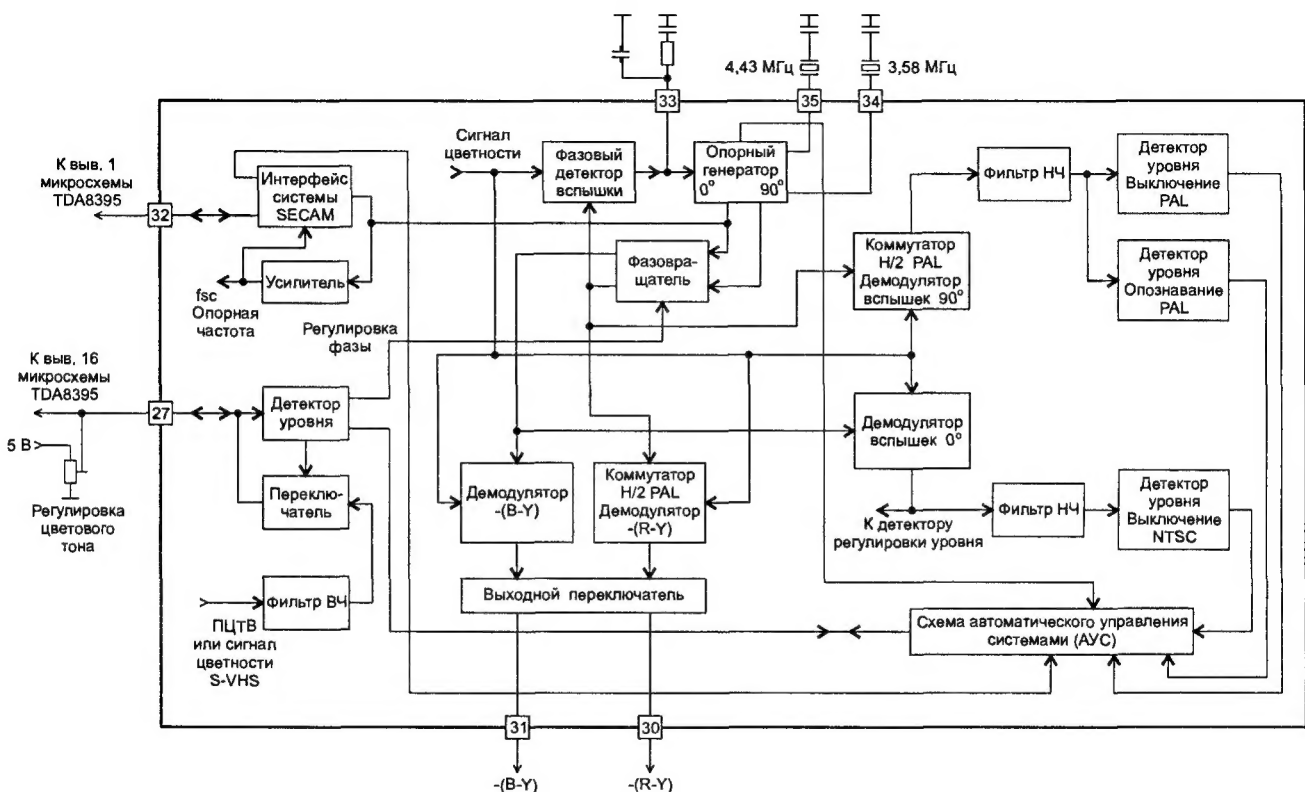 4,43 МГц
3,58 МГц
33
35
34
К выв. 1
микросхемы
TDA8395
32
Интерфейс
системы
SECAM
Усилитель
fsc
Опорная
частота
Сигнал
цветности
Фазовый
детектор
вспышки
Опорный
генератор
0° 90°
Фазовра-
щатель
Регулировка
фазы
Фильтр НЧ
Детектор
уровня
Выключение
PAL
Коммутатор
H/2 PAL
Демодулятор
вспышек 90°
Детектор
уровня
Опознавание
PAL
К выв. 16
микросхемы
TDA8395
27
5 В
Регулировка
цветового
тона
Детектор
уровня
Переклю-
чатель
Фильтр ВЧ
ПЦТВ
или сигнал
цветности
S-VHS
Демодулятор
-(B-Y)
Коммутатор
H/2 PAL
Демодулятор
-(R-Y)
Демодулятор
вспышек 0°
К детектору
регулировки уровня
Фильтр НЧ
Детектор
уровня
Выключение
NTSC
Выходной переключатель
Схема автоматического управления
системами (АУС)
31
30
-(B-Y)
-(R-Y)